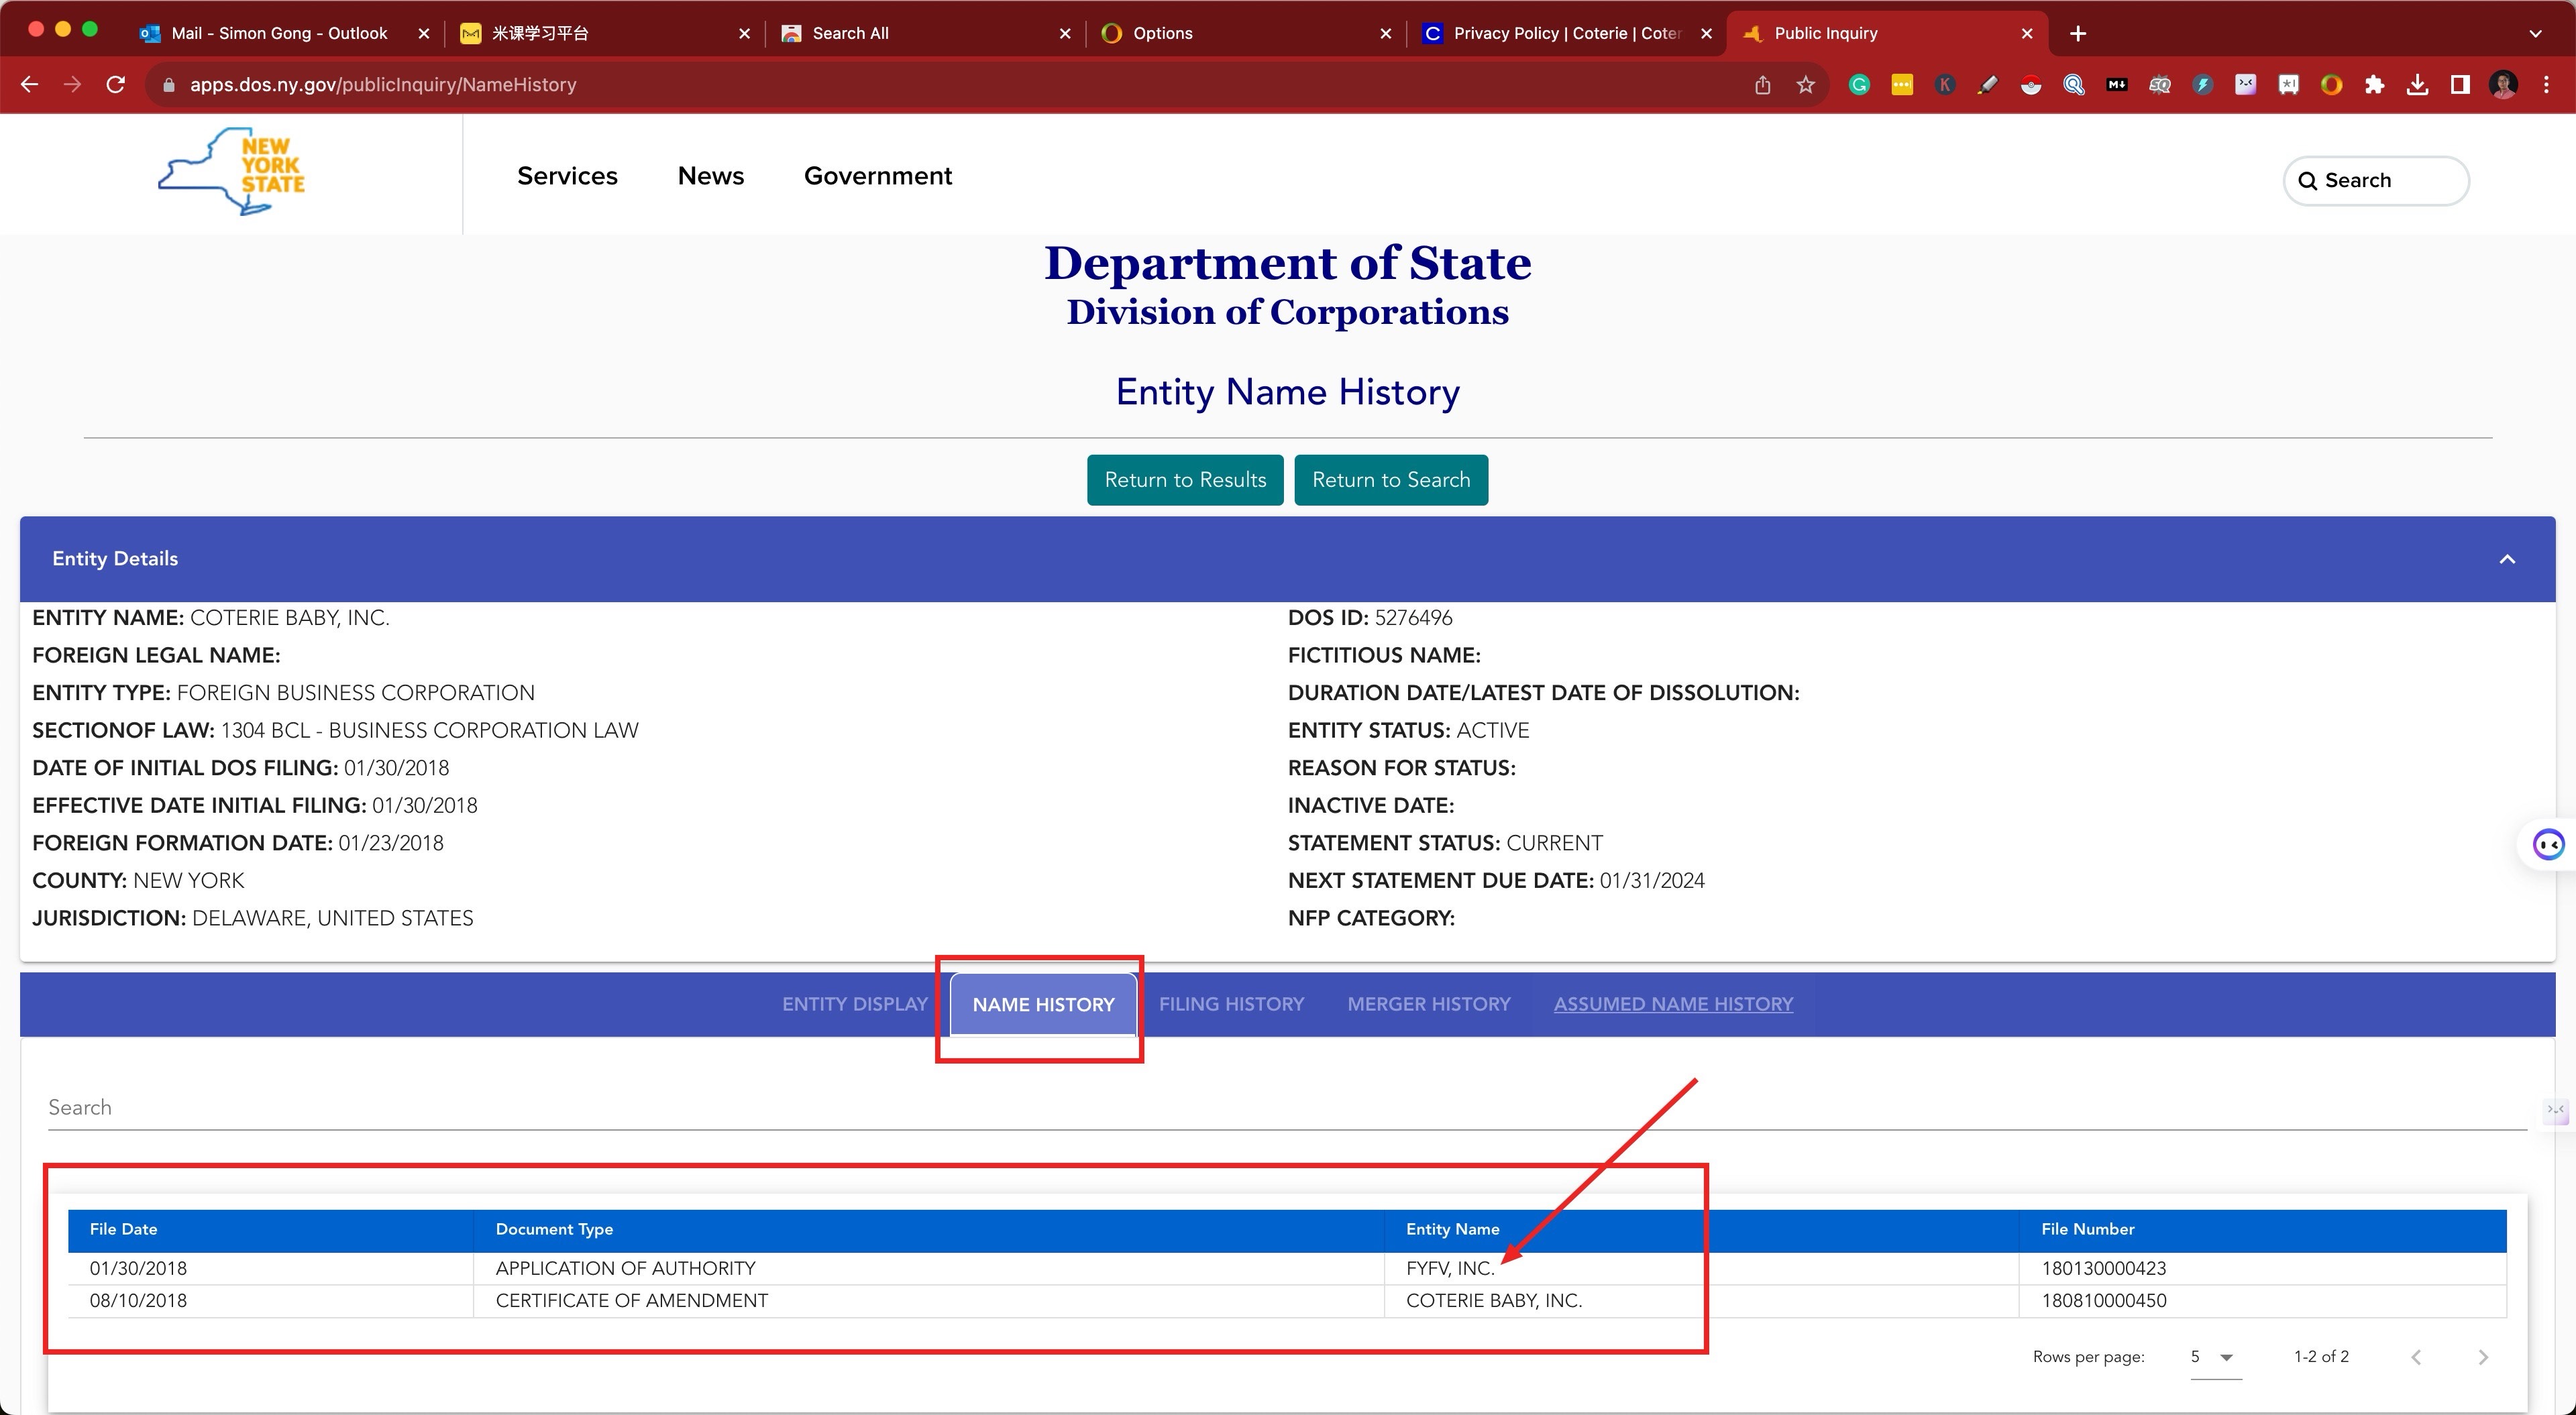 Mail - Simon Gong - Outlook
米课学习平台
Search All
Options
Privacy Policy | Coterie | Coter
Public Inquiry
apps.dos.ny.gov/publicInquiry/NameHistory
NEW YORK STATE
Services
News
Government
Search
Department of State
Division of Corporations
Entity Name History
Return to Results
Return to Search
Entity Details
ENTITY NAME: COTERIE BABY, INC.
DOS ID: 5276496
FOREIGN LEGAL NAME:
FICTITIOUS NAME:
ENTITY TYPE: FOREIGN BUSINESS CORPORATION
DURATION DATE/LATEST DATE OF DISSOLUTION:
SECTIONOF LAW: 1304 BCL - BUSINESS CORPORATION LAW
ENTITY STATUS: ACTIVE
DATE OF INITIAL DOS FILING: 01/30/2018
REASON FOR STATUS:
EFFECTIVE DATE INITIAL FILING: 01/30/2018
INACTIVE DATE:
FOREIGN FORMATION DATE: 01/23/2018
STATEMENT STATUS: CURRENT
COUNTY: NEW YORK
NEXT STATEMENT DUE DATE: 01/31/2024
JURISDICTION: DELAWARE, UNITED STATES
NFP CATEGORY:
ENTITY DISPLAY
NAME HISTORY
FILING HISTORY
MERGER HISTORY
ASSUMED NAME HISTORY
Search
File Date
Document Type
Entity Name
File Number
01/30/2018
APPLICATION OF AUTHORITY
FYFV, INC.
180130000423
08/10/2018
CERTIFICATE OF AMENDMENT
COTERIE BABY, INC.
180810000450
Rows per page:
5
1-2 of 2